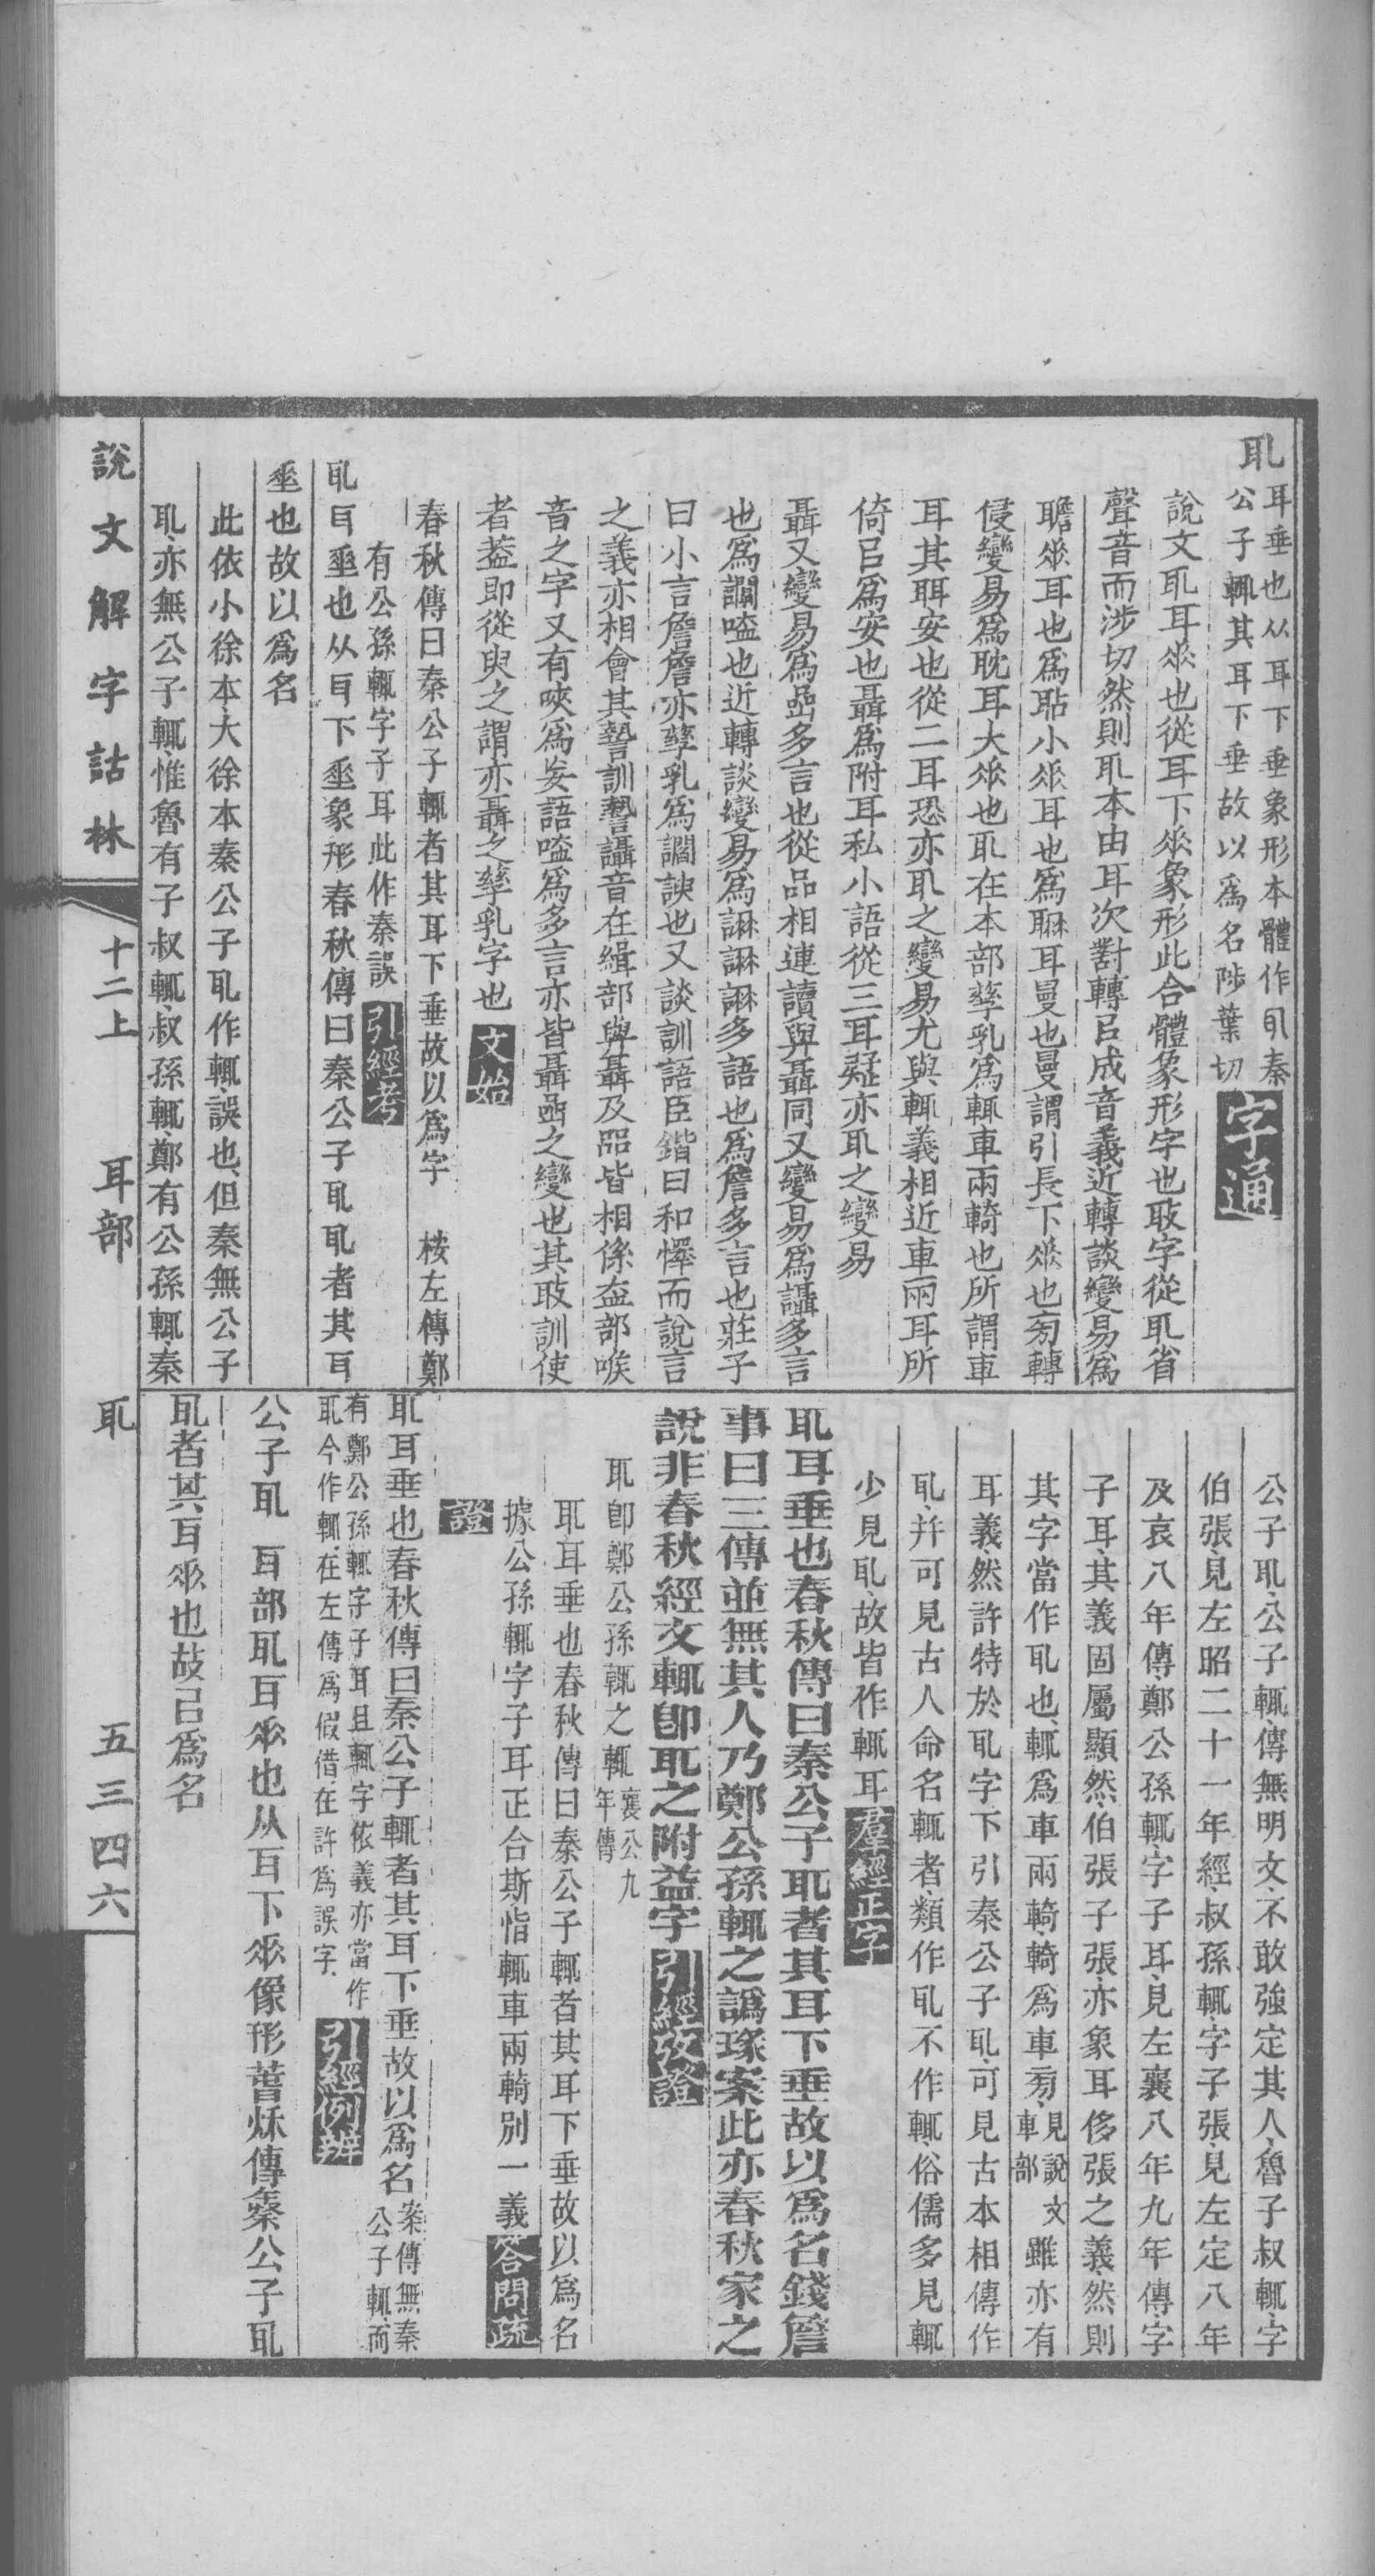 耴耳垂也从耳下垂象形本體作耴秦
公子輒其耳下垂故以爲名陟葉切
字通
說文耴耳𠂹也從耳下𠂹象形此合體象形字也耴字從耴省
聲音而涉切然則耴本由耳次對轉㠯成音義近轉談變易爲
瞻𠂹耳也爲聸小𠂹耳也爲䎠耳曼也曼謂引長下𠂹也㫄轉
侵變易爲耽耳大𠂹也耴在本部孳乳爲輒車兩輢也所謂車
耳其聑安也從二耳恐亦耴之變易尤與輒義相近車兩耳所
倚㠯爲安也聶爲附耳私小語從三耳疑亦耴之變易
聶又變易爲嵒多言也從品相連讀與聶同又變易爲讘多言
也爲讕嗑也近轉談變易爲䛳䛳䛳多語也爲詹多言也莊子
曰小言詹詹亦孳乳爲讇諛也又談訓語臣鍇曰和懌而說言
之義亦相會其讋訓慹讘音在緝部與聶及㗊皆相係盍部喉
音之字又有唊爲妄語嗑爲多言亦皆聶嵒之變也其耴訓使
者葢即從臾之謂亦聶之孳乳字也文始
春秋傳曰秦公子輒者其耳下垂故以爲字 桉左傳鄭
有公孫輒字子耳此作秦誤引經考
耴耳𡍮也从耳下𡍮象形春秋傳曰秦公子耴耴者其耳
𡍮也故以爲名
此依小徐本大徐本秦公子耴作輒誤也但秦無公子
耴亦無公子輒惟魯有子叔輒叔孫輒鄭有公孫輒秦
公子耴公子輒傳無明文不敢強定其人魯子叔輒字
伯張見左昭二十一年經叔孫輒字子張見左定八年
及哀八年傳鄭公孫輒字子耳見左襄八年九年傳字
子耳其義固屬顯然伯張子張亦象耳侈張之義然則
其字當作耴也輒爲車兩輢輢爲車㫄見說文車部雖亦有
耳義然許特於耴字下引秦公子耴可見古本相傳作
耴并可見古人命名輒者類作耴不作輒俗儒多見輒
少見耴故皆作輒耳羣經正字
耴耳垂也春秋傳曰秦公子耴者其耳下垂故以爲名錢詹
事曰三傳並無其人乃鄭公孫輒之譌琢案此亦春秋家之
說非春秋經文輒卽耴之附益字引經攷證
耴卽鄭公孫輒之輒襄公九年傳
耴耳垂也春秋傳曰秦公子輒者其耳下垂故以爲名
據公孫輒字子耳正合斯恉輒車兩輢別一義答問疏
證
耴耳垂也春秋傳曰秦公子輒者其耳下垂故以爲名案傳無秦公子輒而
有鄭公孫輒字子耳且輒字依義亦當作
耴今作輒在左傳爲假借在許爲誤字引經例辨
公子耴 耳部耴耳𠂹也从耳下𠂹像形萅秌傳秦公子耴
耴者其耳𠂹也故㠯爲名
說文解字詁林 十二上 耳部 耴 五三四六